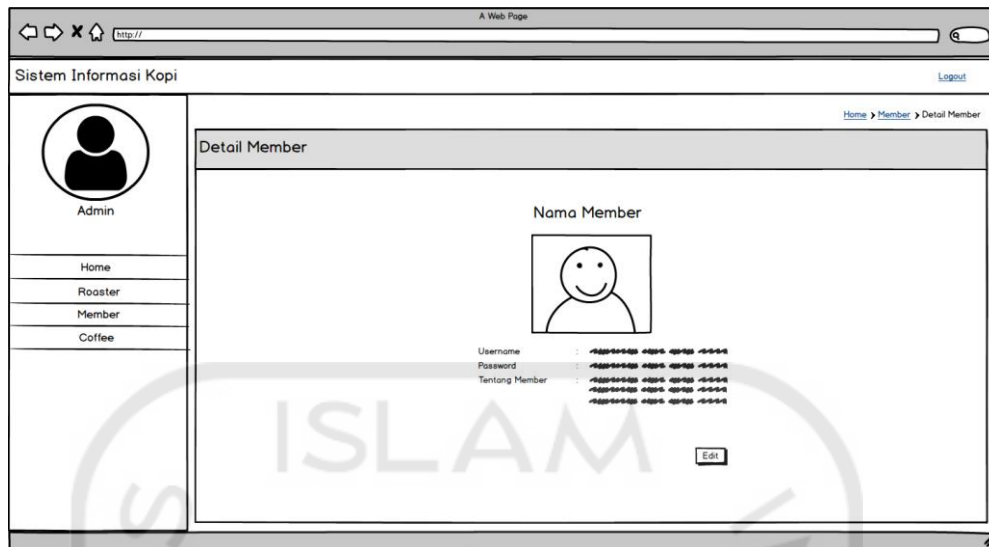 A Web Page
http://
Sistem Informasi Kopi
Logout
Home > Member > Detail Member
Admin
Home
Roaster
Member
Coffee
Detail Member
Nama Member
Username :
Password :
Tentang Member :
Edit
ISLAM